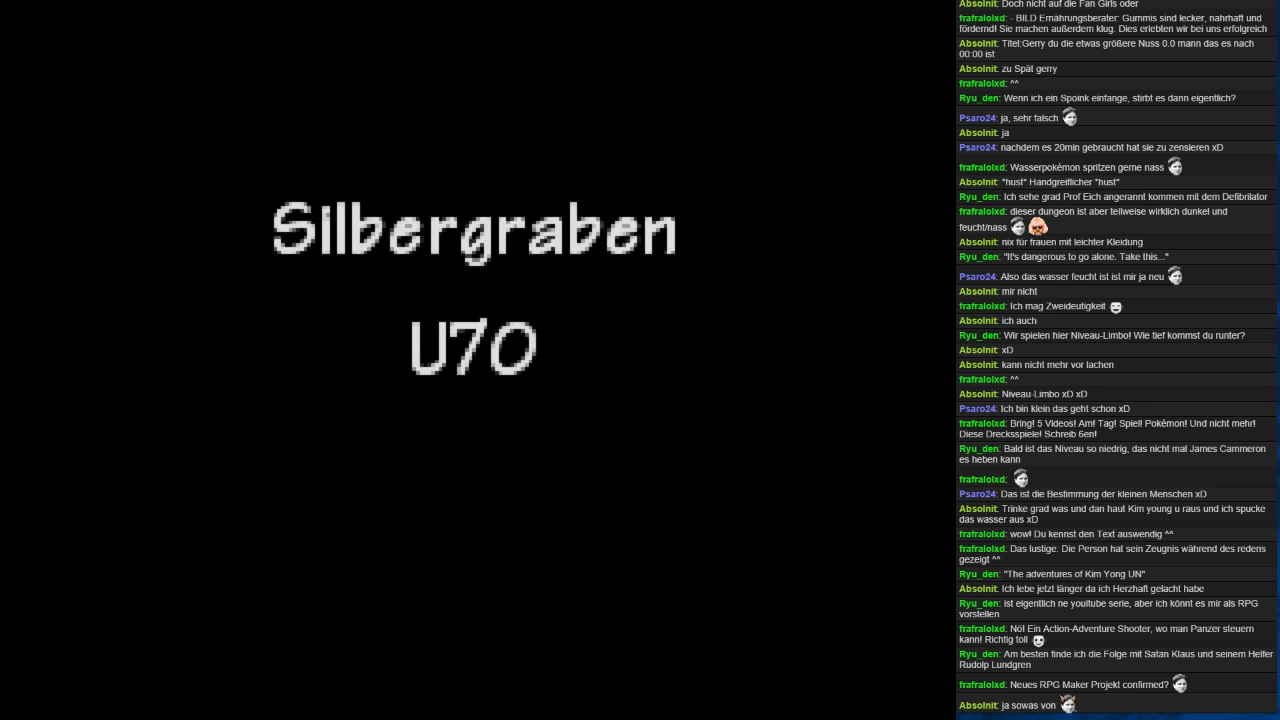 Silbergraben
U70
Absolnit: Doch nicht auf die Fan Girls oder
frafralolxd: - BILD Ernährungsberater: Gummis sind lecker, nahrhaft und
fördernd! Sie machen außerdem klug. Dies erlebten wir bei uns erfolgreich
Absolnit: Titel:Gerry du die etwas größere Nuss 0.0 mann das es nach
00:00 ist
Absolnit: zu Spät gerry
frafralolxd: ^^
Ryu_den: Wenn ich ein Spoink einfange, stirbt es dann eigentlich?
Psaro24: ja, sehr falsch
Absolnit: ja
Psaro24: nachdem es 20min gebraucht hat sie zu zensieren xD
frafralolxd: Wasserpokémon spritzen gerne nass
Absolnit: *hust* Handgreiflicher *hust*
Ryu_den: Ich sehe grad Prof Eich angerannt kommen mit dem Defibrilator
frafralolxd: dieser dungeon ist aber teilweise wirklich dunkel und
feucht/nass
Absolnit: nix für frauen mit leichter Kleidung
Ryu_den: "It's dangerous to go alone. Take this..."
Psaro24: Also das wasser feucht ist ist mir ja neu
Absolnit: mir nicht
frafralolxd: Ich mag Zweideutigkeit
Absolnit: ich auch
Ryu_den: Wir spielen hier Niveau-Limbo! Wie tief kommst du runter?
Absolnit: xD
Absolnit: kann nicht mehr vor lachen
frafralolxd: ^^
Absolnit: Niveau-Limbo xD xD
Psaro24: Ich bin klein das geht schon xD
frafralolxd: Bring! 5 Videos! Am! Tag! Spiel! Pokémon! Und nicht mehr!
Diese Drecksspiele! Schreib 6en!
Ryu_den: Bald ist das Niveau so niedrig, das nicht mal James Cammeron
es heben kann
frafralolxd:
Psaro24: Das ist die Bestimmung der kleinen Menschen xD
Absolnit: Trinke grad was und dan haut Kim young u raus und ich spucke
das wasser aus xD
frafralolxd: wow! Du kennst den Text auswendig ^^
frafralolxd: Das lustige: Die Person hat sein Zeugnis während des redens
gezeigt ^^
Ryu_den: "The adventures of Kim Yong UN"
Absolnit: Ich lebe jetzt länger da ich Herzhaft gelacht habe
Ryu_den: ist eigentlich ne youitube serie, aber ich könnt es mir als RPG
vorstellen
frafralolxd: Nö! Ein Action-Adventure Shooter, wo man Panzer steuern
kann! Richtig toll
Ryu_den: Am besten finde ich die Folge mit Satan Klaus und seinem Helfer
Rudolp Lundgren
frafralolxd: Neues RPG Maker Projekt confirmed?
Absolnit: ja sowas von